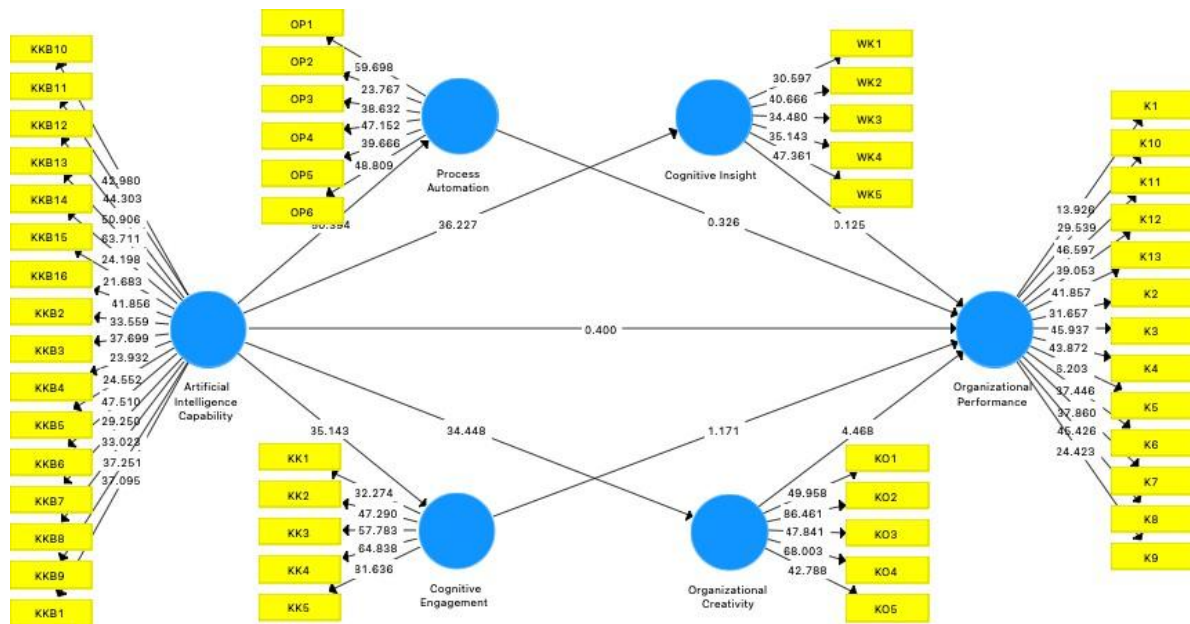 KKB10
KKB11
KKB12
KKB13
KKB14
KKB15
KKB16
KKB2
KKB3
KKB4
KKB5
KKB6
KKB7
KKB8
KKB9
KKB1
42.980
44.303
50.906
63.711
24.198
21.683
41.856
33.559
37.699
23.932
24.552
47.510
29.250
33.023
37.251
37.095
Artificial
Intelligence
Capability
OP1
OP2
OP3
OP4
OP5
OP6
23.767
38.632
47.152
39.666
48.809
Process
Automation
36.227
0.400
35.143
34.448
KK1
KK2
KK3
KK4
KK5
32.274
47.290
57.783
64.838
Cognitive
Engagement
Cognitive Insight
30.597
40.666
34.480
35.143
47.361
WK1
WK2
WK3
WK4
WK5
0.326
0.125
1.171
4.468
Organizational
Creativity
49.958
86.461
47.841
68.003
42.788
KO1
KO2
KO3
KO4
KO5
Organizational
Performance
13.926
29.539
46.597
39.053
41.857
31.657
45.937
43.872
37.446
37.860
45.426
24.423
K1
K10
K11
K12
K13
K2
K3
K4
K5
K6
K7
K8
K9